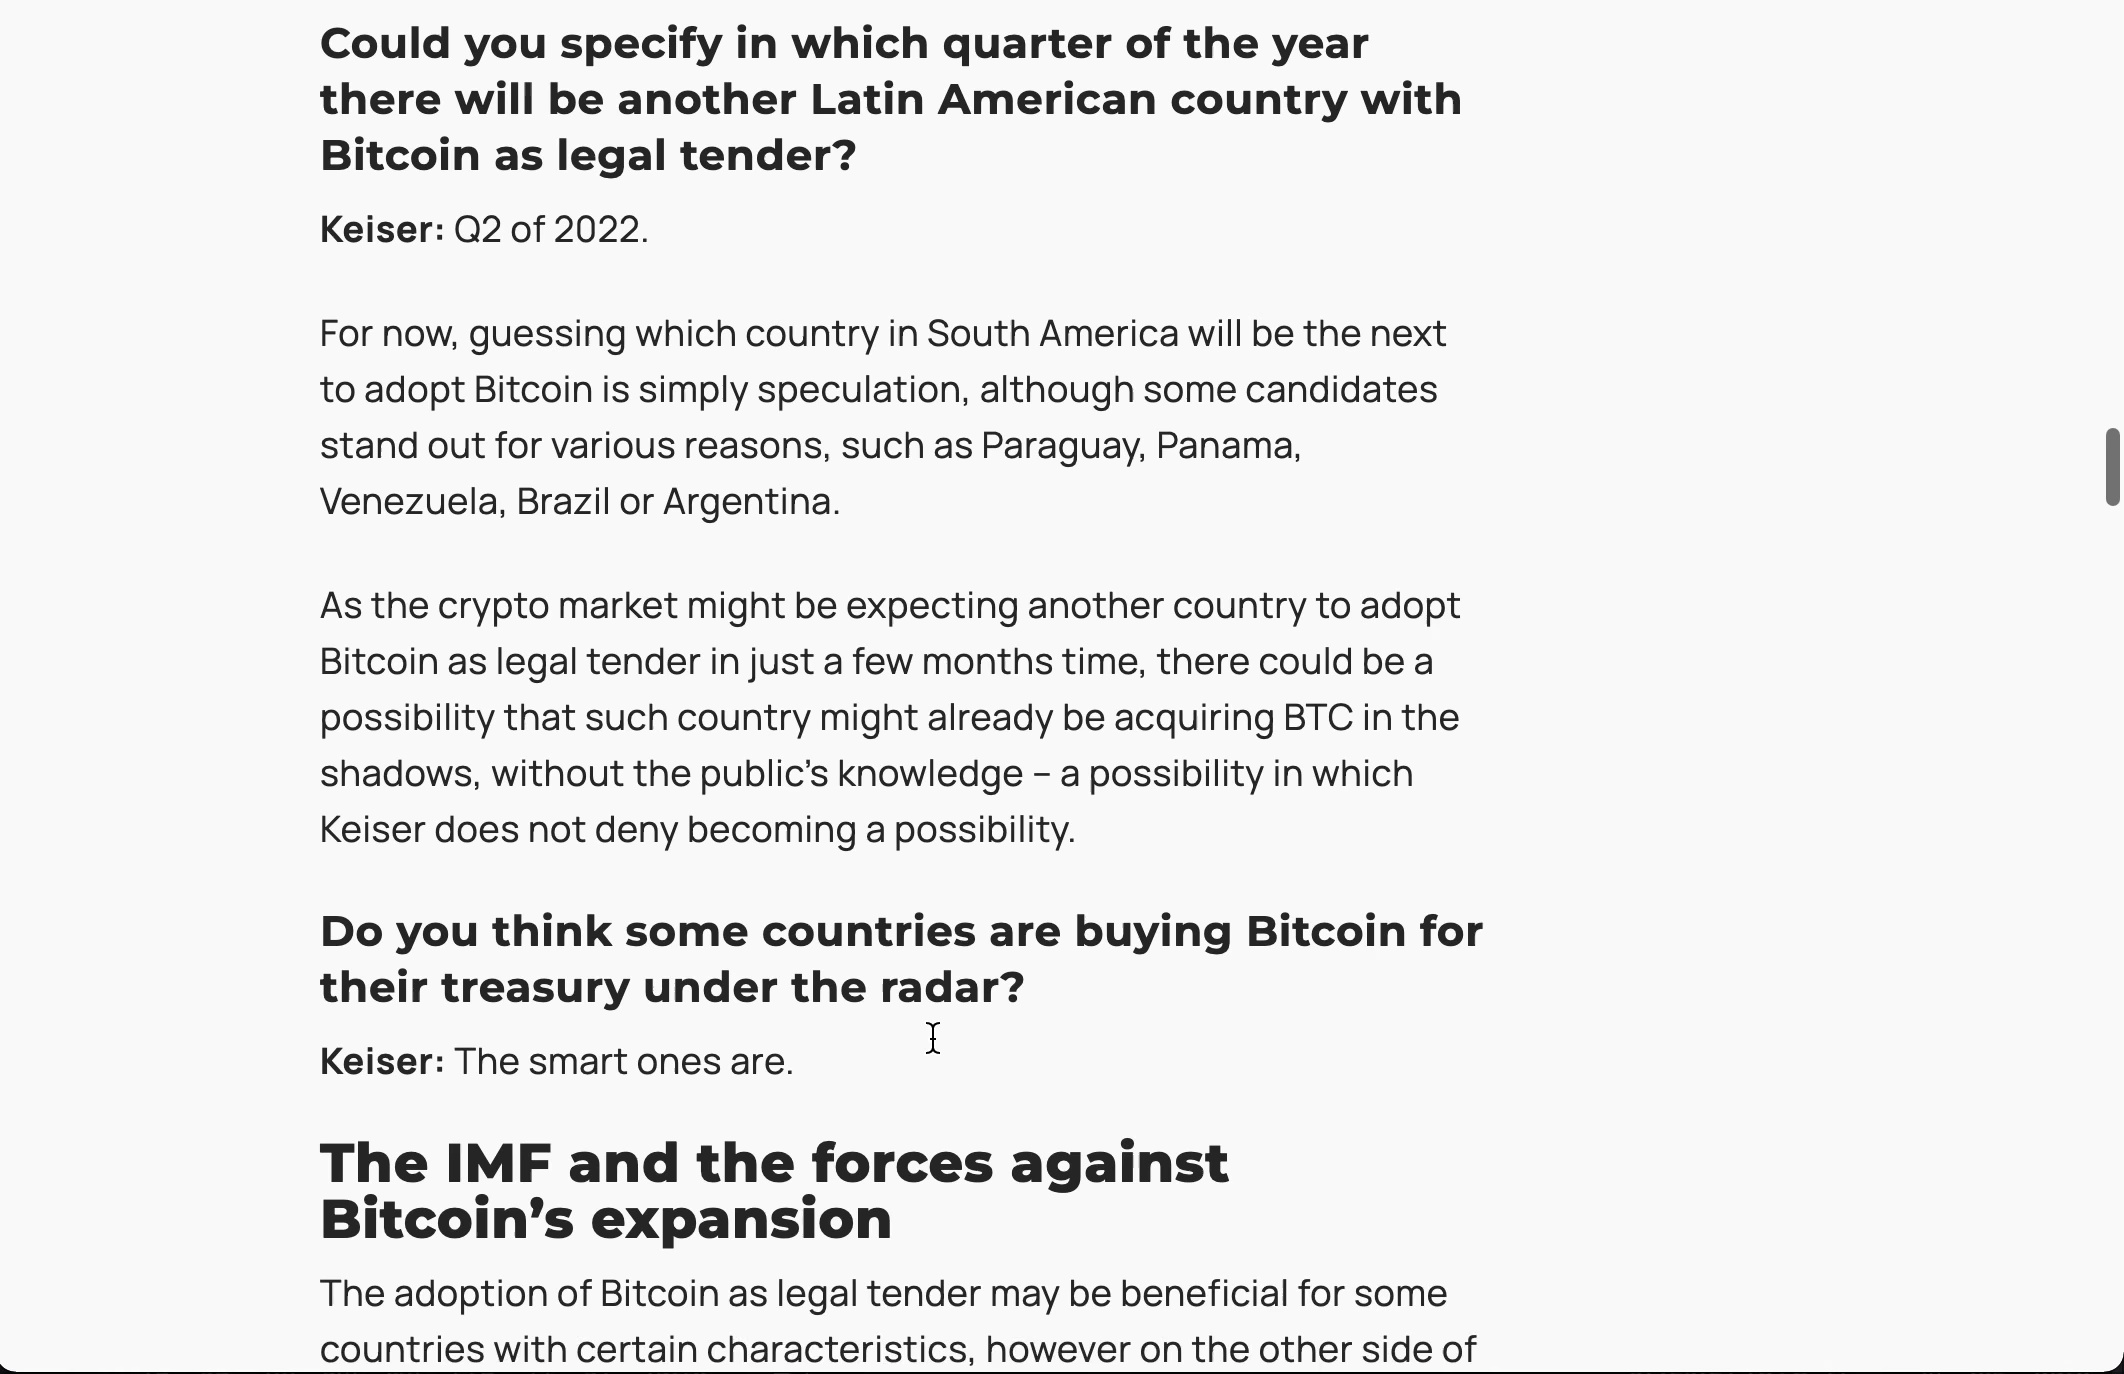 Could you specify in which quarter of the year
there will be another Latin American country with
Bitcoin as legal tender?
Keiser: Q2 of 2022.
For now, guessing which country in South America will be the next
to adopt Bitcoin is simply speculation, although some candidates
stand out for various reasons, such as Paraguay, Panama,
Venezuela, Brazil or Argentina.
As the crypto market might be expecting another country to adopt
Bitcoin as legal tender in just a few months time, there could be a
possibility that such country might already be acquiring BTC in the
shadows, without the public’s knowledge – a possibility in which
Keiser does not deny becoming a possibility.
Do you think some countries are buying Bitcoin for
their treasury under the radar?
Keiser: The smart ones are.
The IMF and the forces against
Bitcoin’s expansion
The adoption of Bitcoin as legal tender may be beneficial for some
countries with certain characteristics, however on the other side of